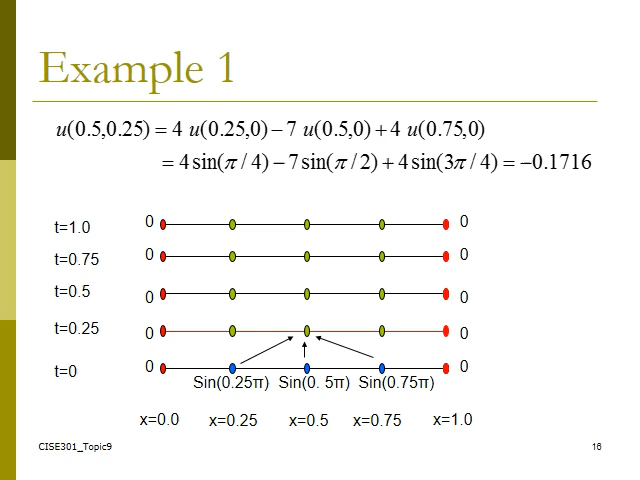 Example 1
u(0.5,0.25) = 4 u(0.25,0) − 7 u(0.5,0) + 4 u(0.75,0)
= 4 sin(π / 4) − 7 sin(π / 2) + 4 sin(3π / 4) = −0.1716
t=1.0 0 0
t=0.75 0 0
t=0.5 0 0
t=0.25 0 0
t=0 0 0
Sin(0.25π) Sin(0. 5π) Sin(0.75π)
x=0.0 x=0.25 x=0.5 x=0.75 x=1.0
CISE301_Topic9 16